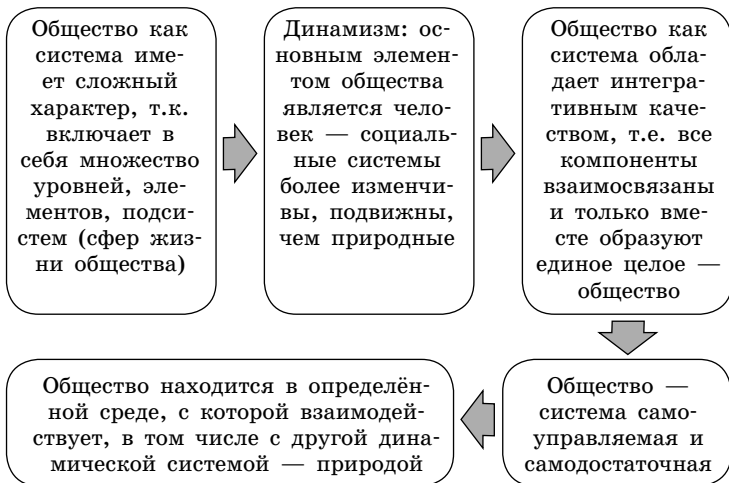 Общество как
система име-
ет сложный
характер, т.к.
включает в
себя множество
уровней, эле-
ментов, подси-
стем (сфер жиз-
ни общества)
Динамизм: ос-
новным элемен-
том общества
является чело-
век — социаль-
ные системы
более изменчи-
вы, подвижны,
чем природные
Общество как
система обла-
дает интегра-
тивным каче-
ством, т.е. все
компоненты
взаимосвязаны
и только вме-
сте образуют
единое целое —
общество
Общество —
система само-
управляемая и
самодостаточная
Общество находится в определён-
ной среде, с которой взаимодей-
ствует, в том числе с другой дина-
мической системой — природой